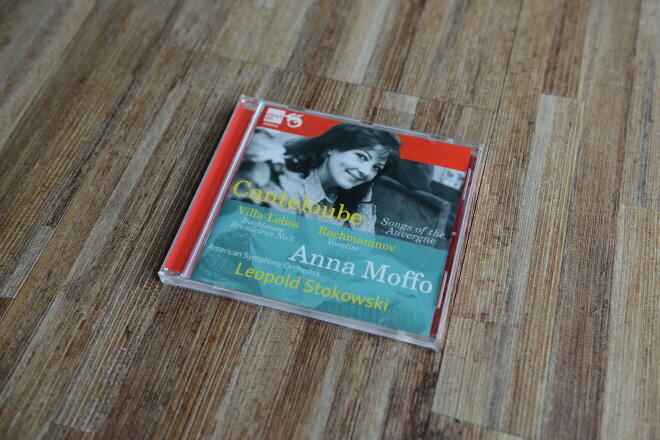 Canteloube
Songs of the
Auvergne
Villa-Lobos
Bachianas
Brasileiras No.5
Rachmaninov
Vocalise
Anna Moffo
American Symphony Orchestra
Leopold Stokowski